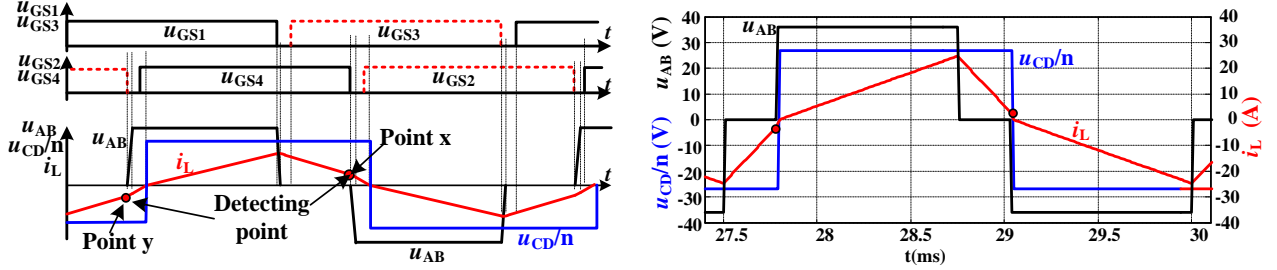 uGS1
uGS3
uGS1
uGS3
t
uGS2
uGS4
uGS4
uGS2
t
uAB
uCD/n
iL
uAB
Point x
iL
t
Detecting
point
Point y
uCD/n
uAB
uAB (V)
uCD/n (V)
40
30
20
10
0
-10
-20
-30
-40
uAB
uCD/n
iL
40
30
20
10
0
-10
-20
-30
-40
iL (A)
27.5 28 28.5 29 29.5 30
t(ms)